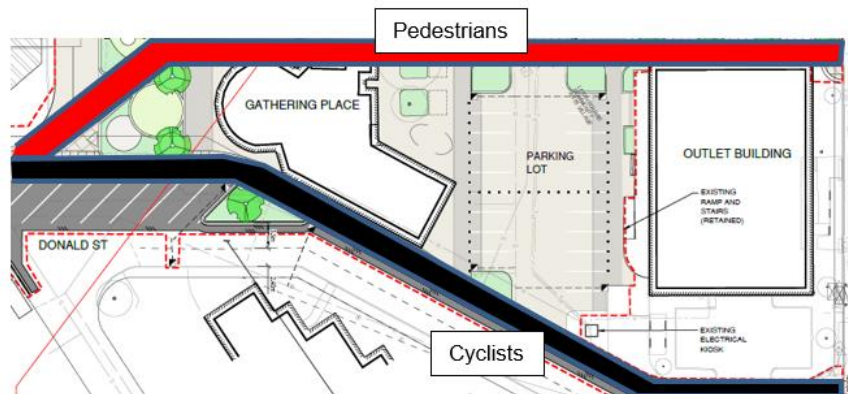 Pedestrians
GATHERING PLACE
PARKING
LOT
OUTLET BUILDING
EXISTING
RAMP AND
STAIRS
(RETAINED)
DONALD ST
EXISTING
ELECTRICAL
KIOSK
Cyclists